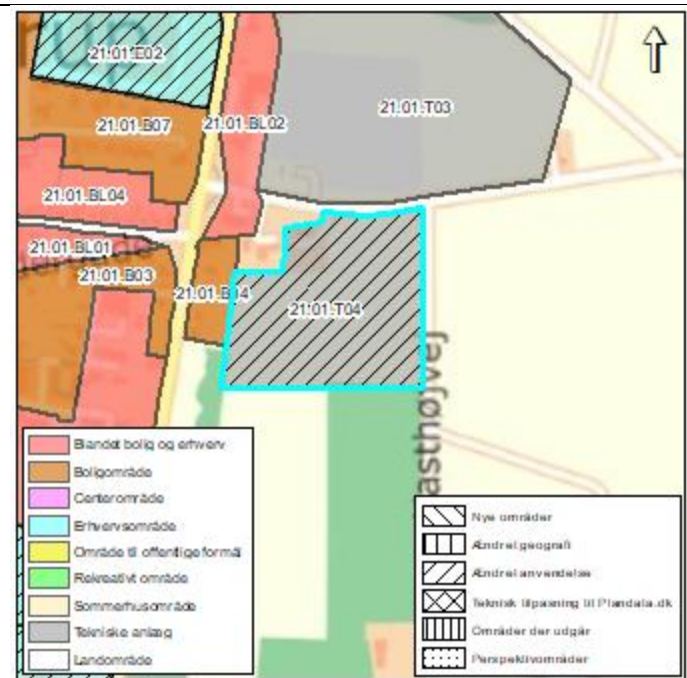 21.01.E02
21.01.T03
21.01.B07
21.01.BL02
21.01.BL04
21.01.BL01
21.01.B03
21.01.B04
21.01.T04
asthøjvej
Blandet bolig og erhverv
Boligområde
Centerområde
Erhvervsområde
Område til offentlige formål
Rekreativt område
Sommerhusområde
Tekniske anlæg
Landområde
Nye områder
Ændret geografi
Ændret anvendelse
Teknisk tilpasning til Plandata.dk
Områder der udgår
Perspektivområder